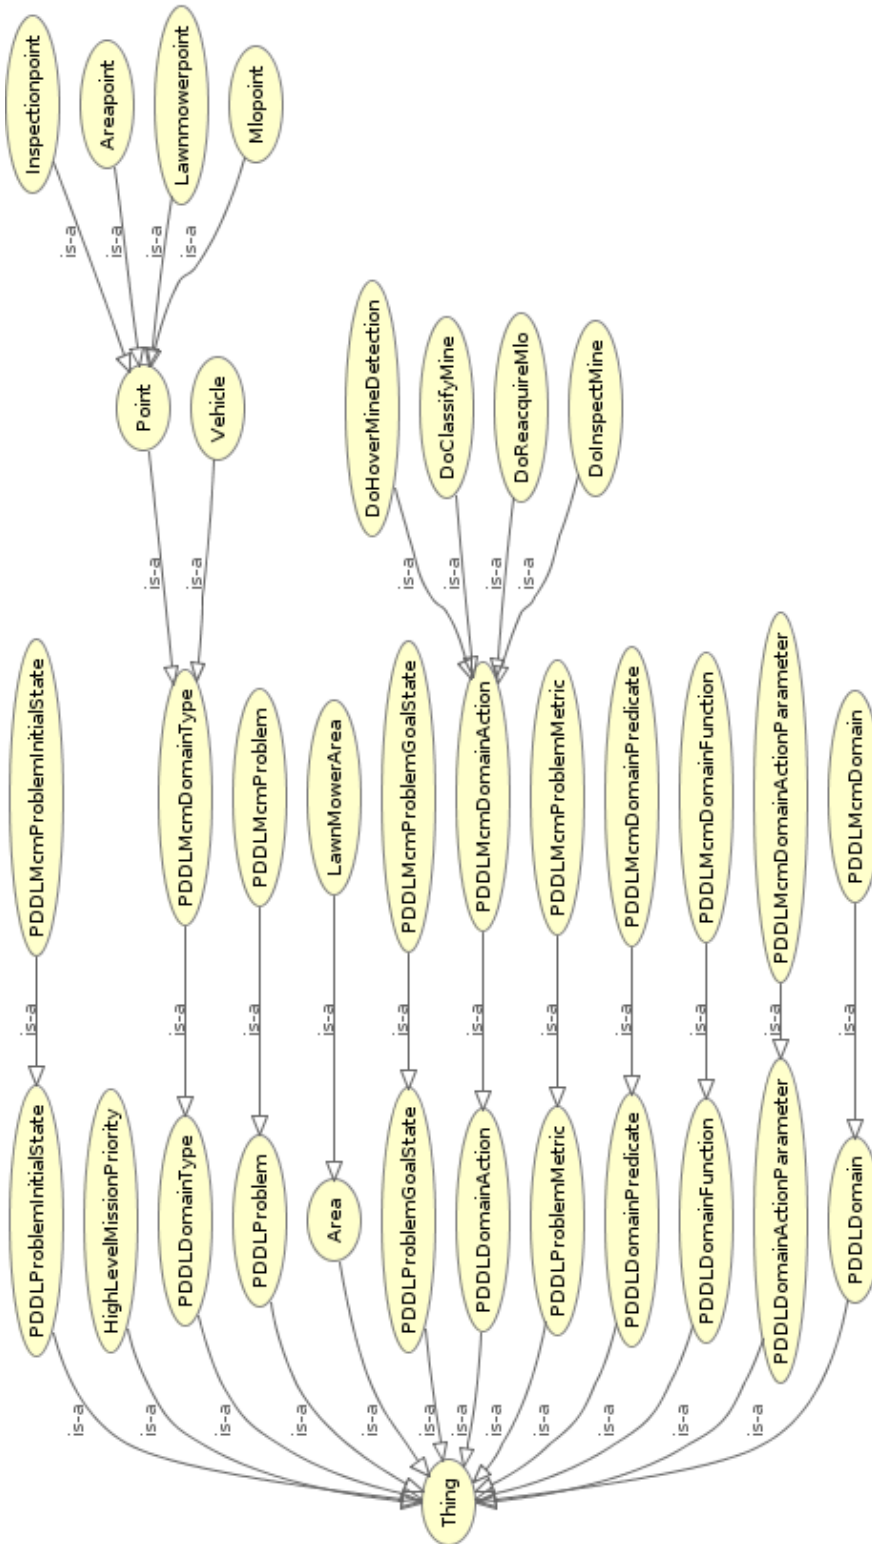 PDDLProblemInitialState
is-a
PDDLMcmProblemInitialState
Inspectionpoint
is-a
is-a
HighLevelMissionPriority
is-a
Areapoint
is-a
Point
is-a
PDDLDomainType
is-a
PDDLMcmDomainType
is-a
Lawnmowerpoint
is-a
is-a
Vehicle
is-a
is-a
PDDLProblem
is-a
PDDLMcmProblem
Mlopoint
is-a
Area
is-a
LawnMowerArea
is-a
DoHoverMineDetection
is-a
PDDLProblemGoalState
is-a
PDDLMcmProblemGoalState
is-a
DoClassifyMine
is-a
Thing
is-a
PDDLDomainAction
is-a
PDDLMcmDomainAction
is-a
DoReacquireMlo
is-a
is-a
PDDLProblemMetric
is-a
PDDLMcmProblemMetric
DoInspectMine
is-a
PDDLDomainPredicate
is-a
PDDLMcmDomainPredicate
is-a
PDDLDomainFunction
is-a
PDDLMcmDomainFunction
is-a
PDDLDomainActionParameter
is-a
PDDLMcmDomainActionParameter
is-a
PDDLDomain
is-a
PDDLMcmDomain